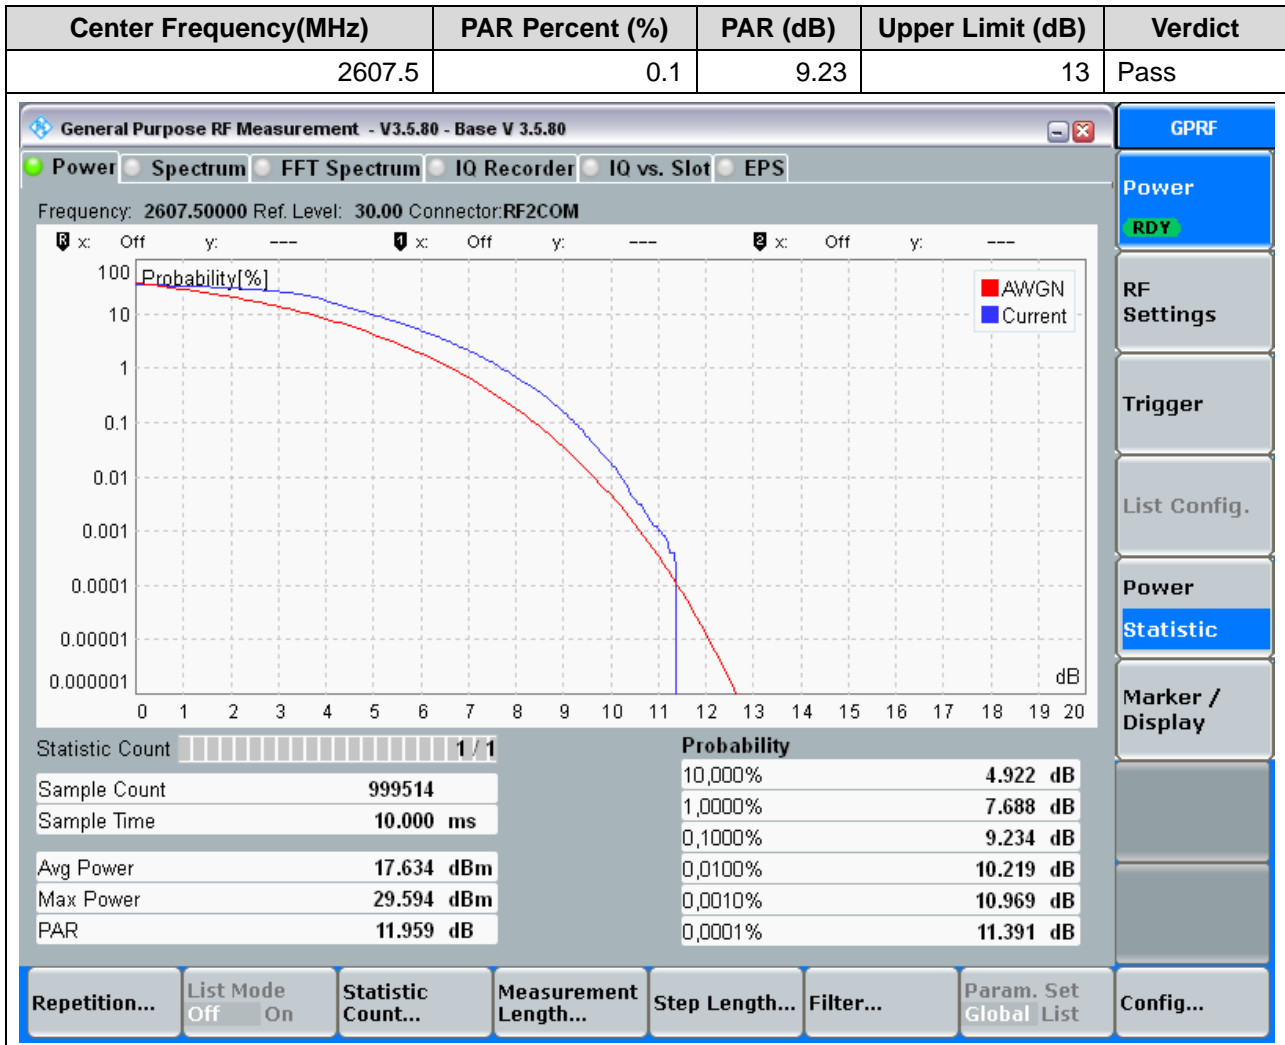 Center Frequency(MHz) PAR Percent (%) PAR (dB) Upper Limit (dB) Verdict
2607.5 0.1 9.23 13 Pass
General Purpose RF Measurement - V3.5.80 - Base V 3.5.80
GPRF
Power Spectrum FFT Spectrum IQ Recorder IQ vs. Slot EPS
Frequency: 2607.50000 Ref. Level: 30.00 Connector:RF2COM
R x: Off y: --- 1 x: Off y: --- 2 x: Off y: ---
Probability[%]
100
10
1
0.1
0.01
0.001
0.0001
0.00001
0.000001
AWGN
Current
dB
0 1 2 3 4 5 6 7 8 9 10 11 12 13 14 15 16 17 18 19 20
Statistic Count 1 / 1
Sample Count 999514
Sample Time 10.000 ms
Avg Power 17.634 dBm
Max Power 29.594 dBm
PAR 11.959 dB
Probability
10,000% 4.922 dB
1,0000% 7.688 dB
0,1000% 9.234 dB
0,0100% 10.219 dB
0,0010% 10.969 dB
0,0001% 11.391 dB
Power
RDY
RF
Settings
Trigger
List Config.
Power
Statistic
Marker /
Display
Repetition...
List Mode
Off On
Statistic
Count...
Measurement
Length...
Step Length...
Filter...
Param. Set
Global List
Config...